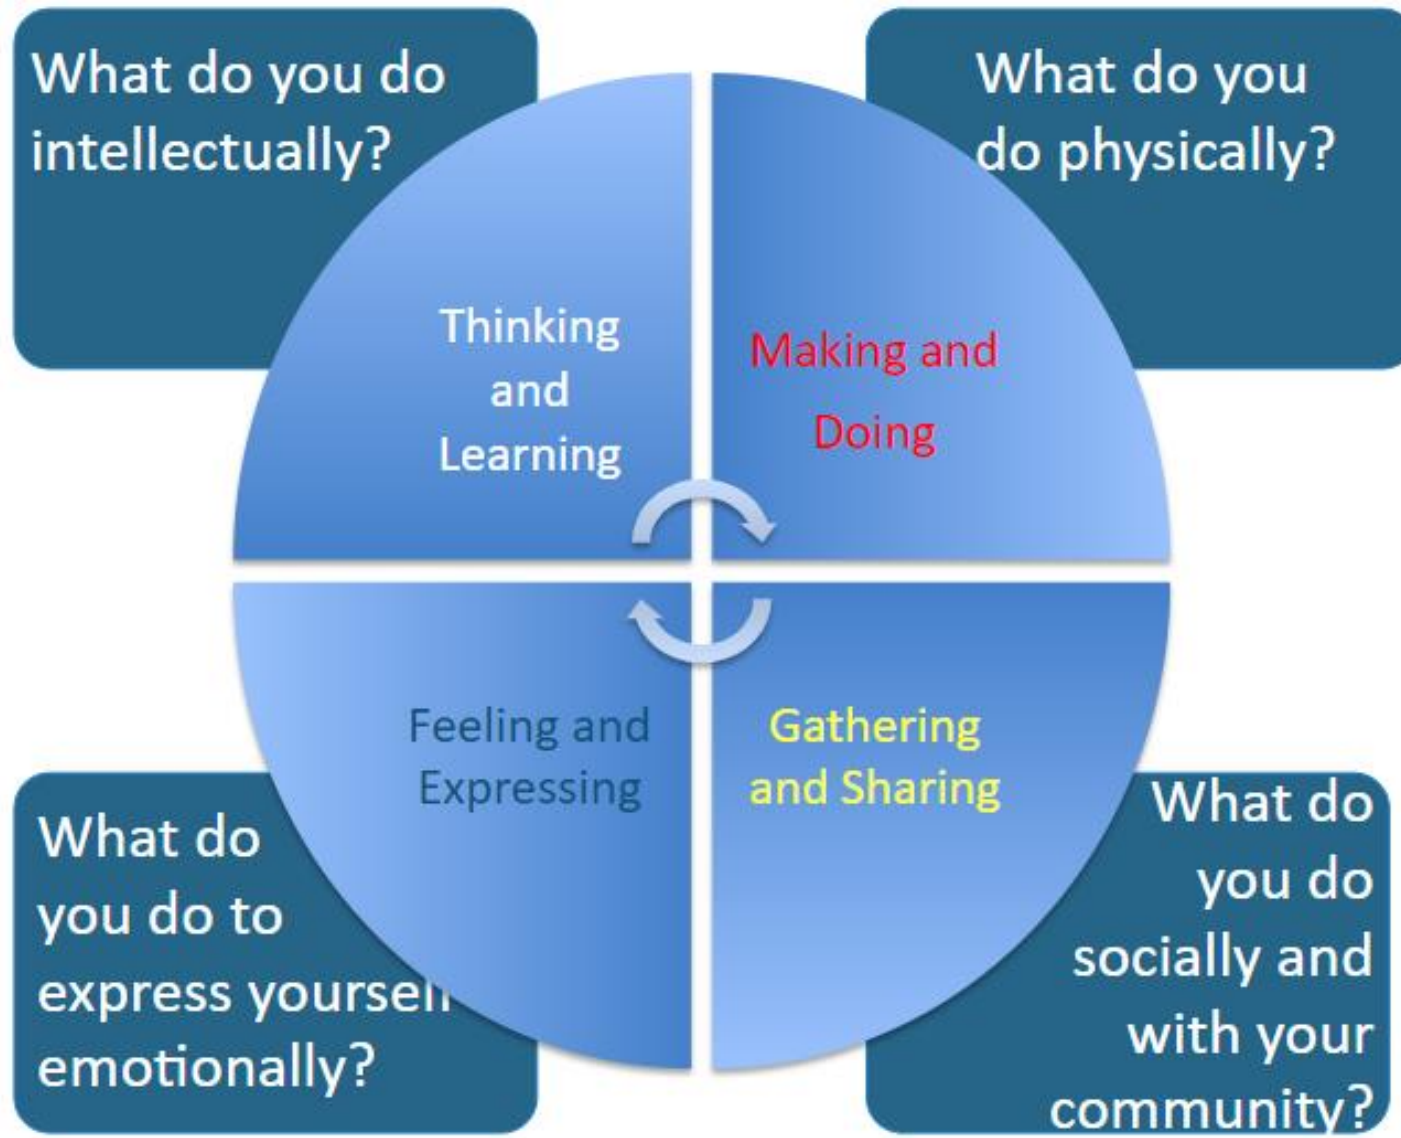 What do you do
intellectually?
What do you
do physically?
Thinking
and
Learning
Making and
Doing
Feeling and
Expressing
Gathering
and Sharing
What do
you do to
express yourself
emotionally?
What do
you do
socially and
with your
community?